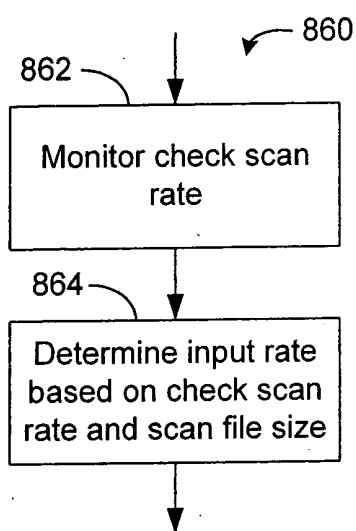 860
862
Monitor check scan
rate
864
Determine input rate
based on check scan
rate and scan file size